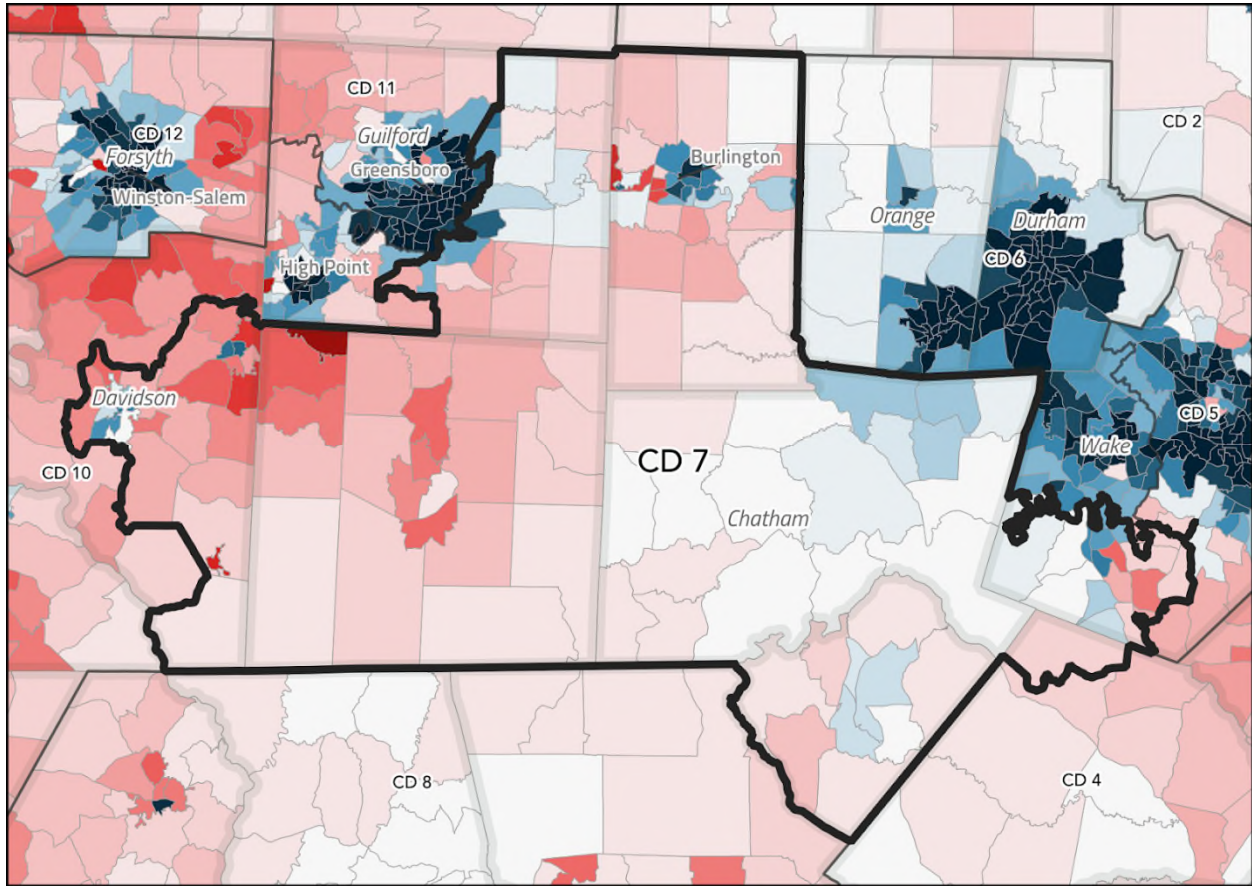 CD 11
CD 2
CD 12
Forsyth
Guilford
Greensboro
Burlington
Winston-Salem
Orange
Durham
CD 6
High Point
Davidson
CD 5
Wake
CD 10
CD 7
Chatham
CD 8
CD 4